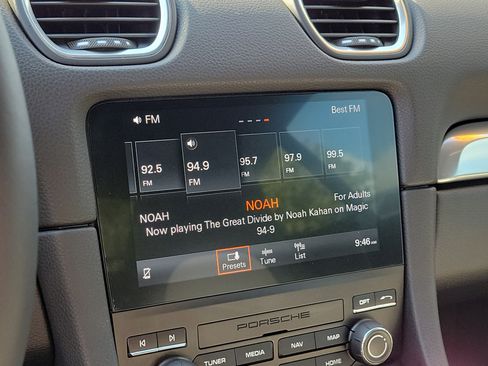 FM
Best FM
92.5
FM
94.9
FM
95.7
FM
97.9
FM
99.5
FM
NOAH
NOAH
For Adults
Now playing The Great Divide by Noah Kahan on Magic
94-9
Presets
Tune
List
9:46 AM
PORSCHE
OPT
TUNER
MEDIA
NAV
MAP
HOME